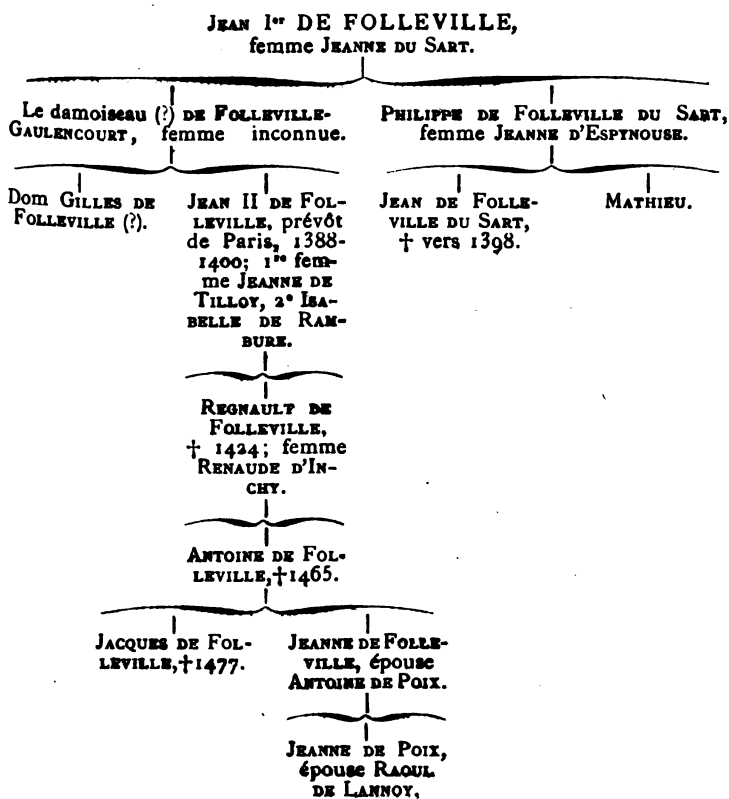 JEAN Ier DE FOLLEVILLE,
femme JEANNE DU SART.
Le damoiseau (?) DE FOLLEVILLE-
GAULENCOURT, femme inconnue.
PHILIPPE DE FOLLEVILLE DU SART,
femme JEANNE D'ESPYNOUSE.
Dom GILLES DE
FOLLEVILLE (?).
JEAN II DE FOL-
LEVILLE, prévôt
de Paris, 1388-
1400; 1re fem-
me JEANNE DE
TILLOY, 2e ISA-
BELLE DE RAM-
BURE.
JEAN DE FOLLE-
VILLE DU SART,
† vers 1398.
MATHIEU.
REGNAULT DE
FOLLEVILLE,
† 1424; femme
RENAUDE D'IN-
CHY.
ANTOINE DE FOL-
LEVILLE, †1465.
JACQUES DE FOL-
LEVILLE, †1477.
JEANNE DE FOLLE-
VILLE, épouse
ANTOINE DE POIX.
JEANNE DE POIX,
épouse RAOUL
DE LANNOY,